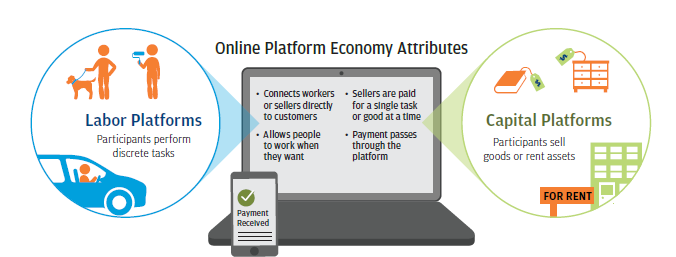 Online Platform Economy Attributes
Labor Platforms
Participants perform
discrete tasks
• Connects workers
or sellers directly
to customers
• Allows people
to work when
they want
• Sellers are paid
for a single task
or good at a time
• Payment passes
through the
platform
Payment
Received
Capital Platforms
Participants sell
goods or rent assets
$
$
FOR RENT